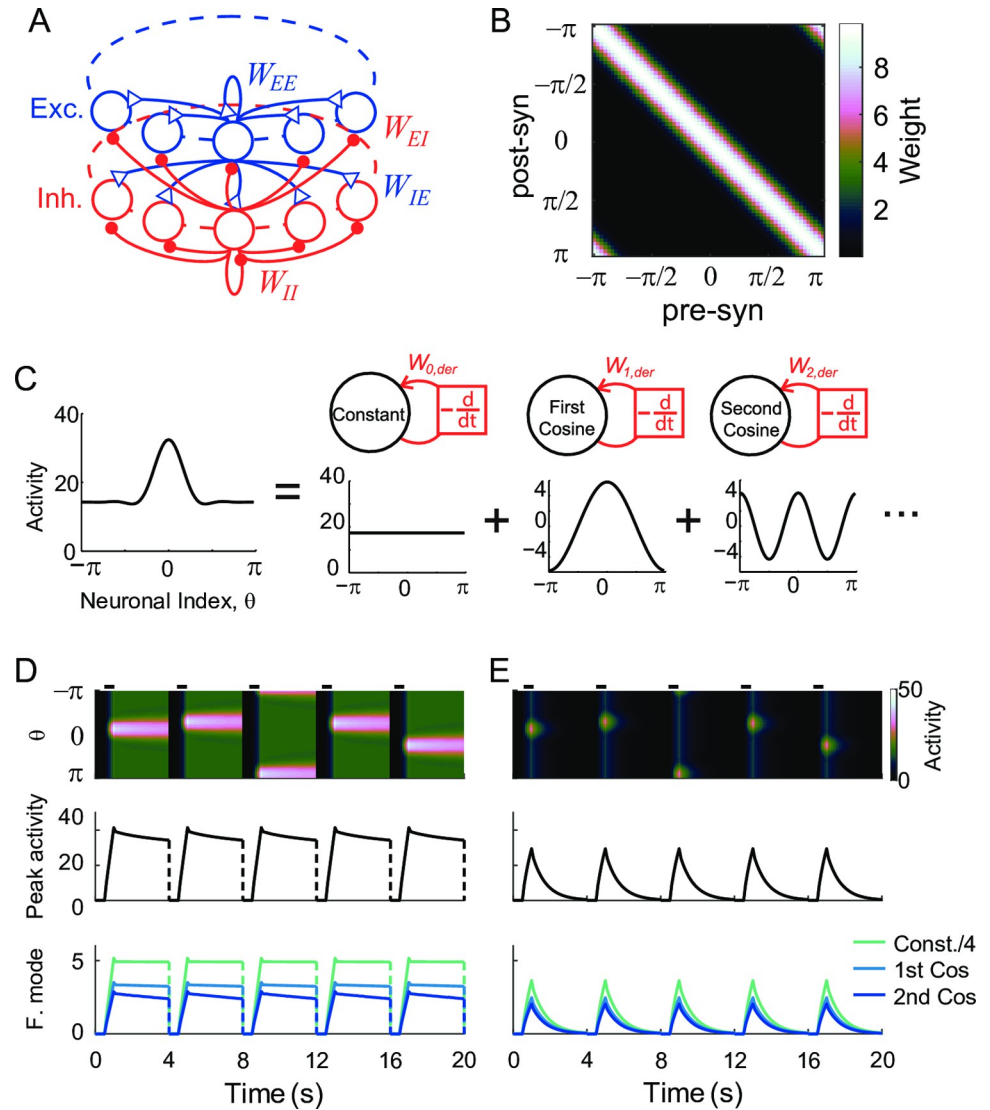 A
W_EE
Exc.
W_EI
W_IE
Inh.
W_II
B
post-syn
−π
−π/2
0
π/2
π
−π −π/2 0 π/2 π
pre-syn
8
6
4
2
Weight
C
Activity
40
20
0
−π 0 π
Neuronal Index, θ
=
W_0,der
Constant
− d/dt
40
20
0
−π 0 π
+
W_1,der
First
Cosine
− d/dt
4
0
−4
−π 0 π
+
W_2,der
Second
Cosine
− d/dt
4
0
−4
−π 0 π
...
D
θ
−π
0
π
Peak activity
40
20
0
F. mode
5
0
0 4 8 12 16 20
Time (s)
E
50
0
Activity
Const./4
1st Cos
2nd Cos
0 4 8 12 16 20
Time (s)